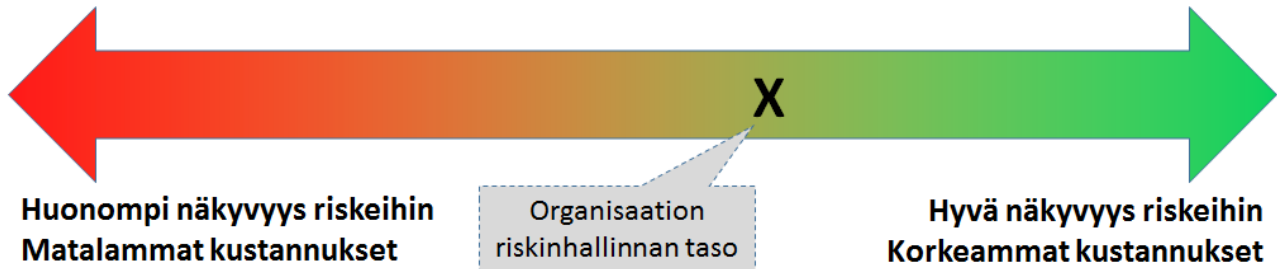 X
Huonompi näkyvyys riskeihin
Matalammat kustannukset
Organisaation
riskinhallinnan taso
Hyvä näkyvyys riskeihin
Korkeammat kustannukset